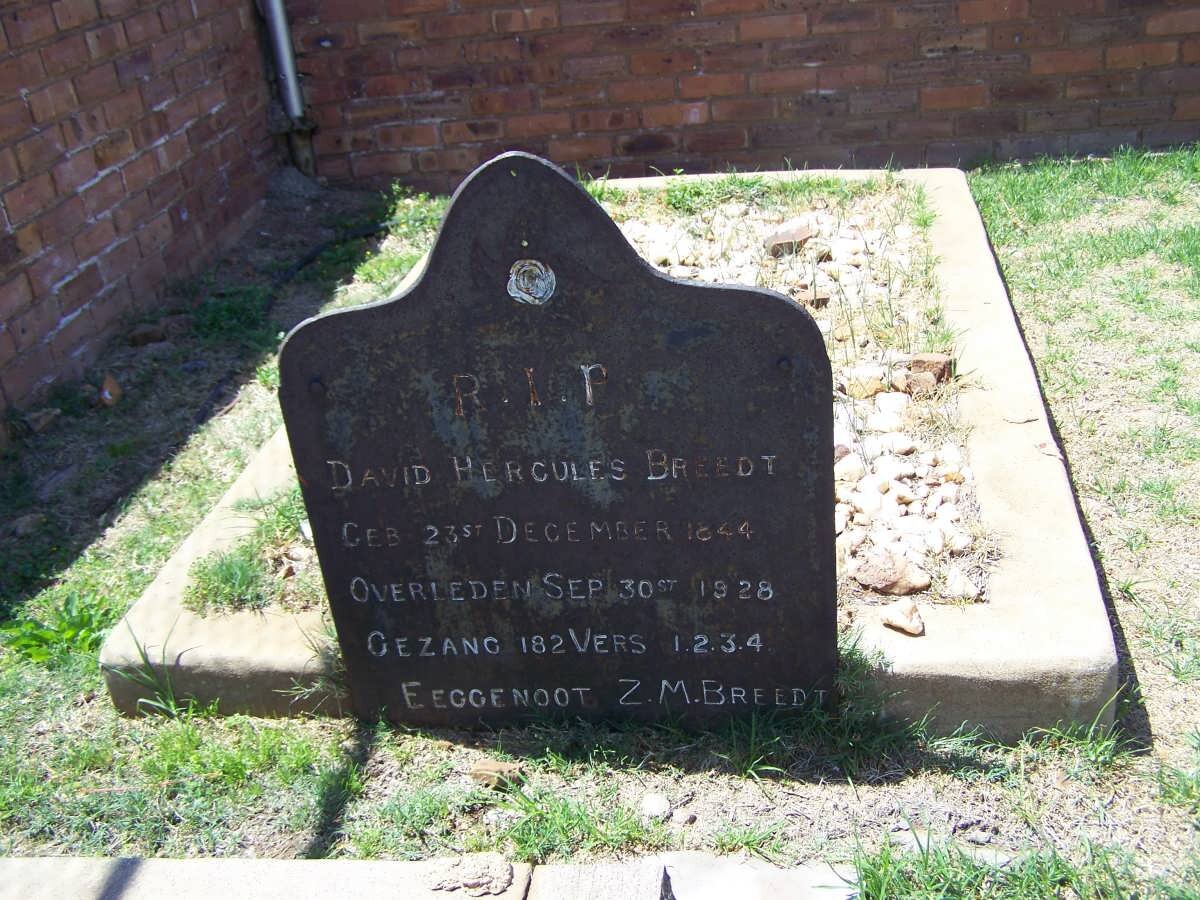 R.I.P
DAVID HERCULES BREEDT
GEB 23ST DECEMBER 1844
OVERLEDEN SEP 30ST 1928
GEZANG 182 VERS 1.2.3.4.
EEGGENOOT Z.M.BREEDT